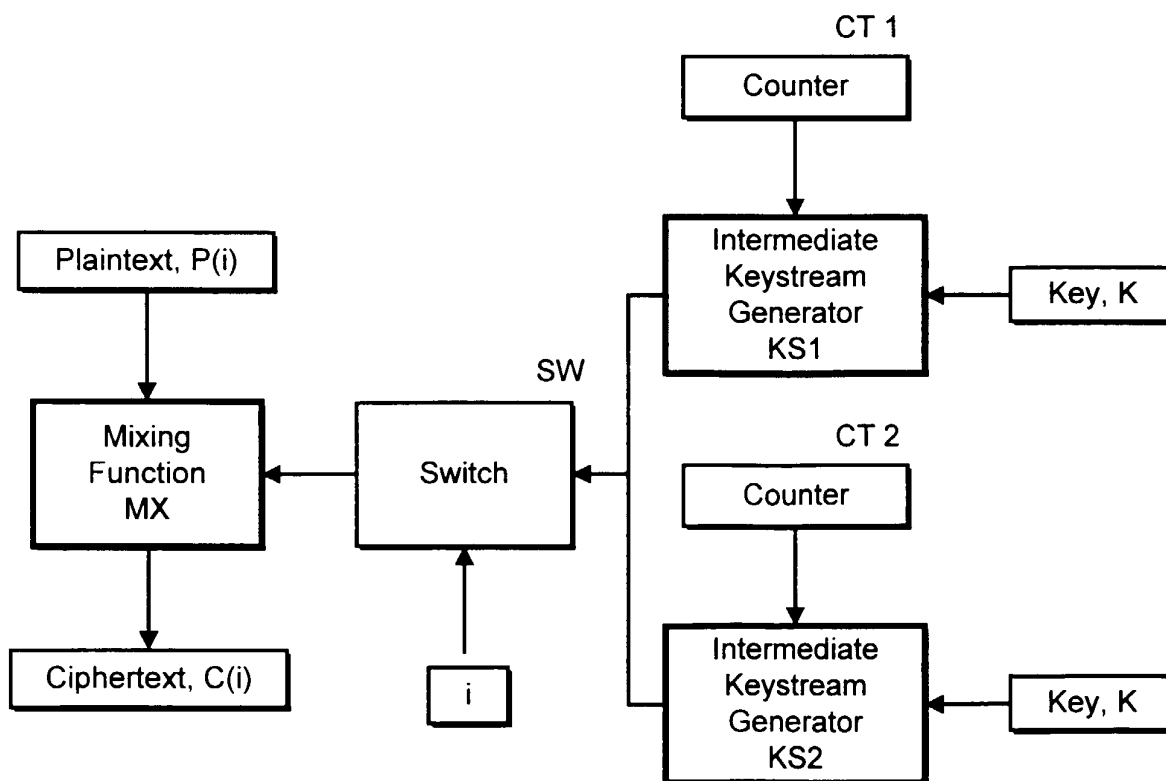 CT 1
Counter
Intermediate
Keystream
Generator
KS1
Key, K
Plaintext, P(i)
Mixing
Function
MX
SW
Switch
CT 2
Counter
Intermediate
Keystream
Generator
KS2
Key, K
Ciphertext, C(i)
i